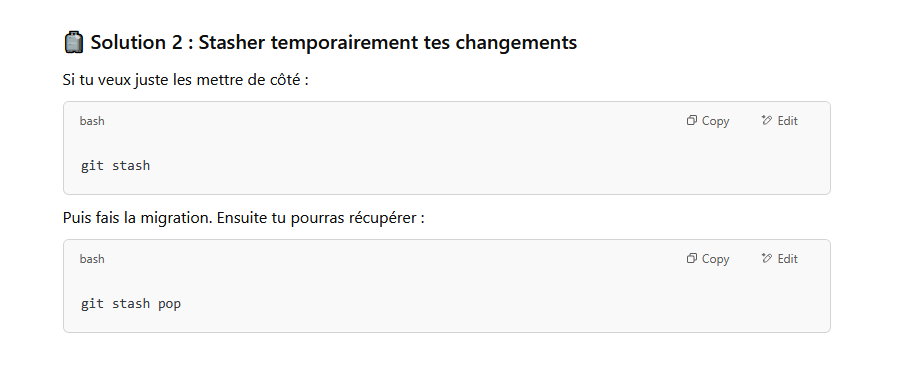 Solution 2 : Stasher temporairement tes changements
Si tu veux juste les mettre de côté :
bash Copy Edit
git stash
Puis fais la migration. Ensuite tu pourras récupérer :
bash Copy Edit
git stash pop